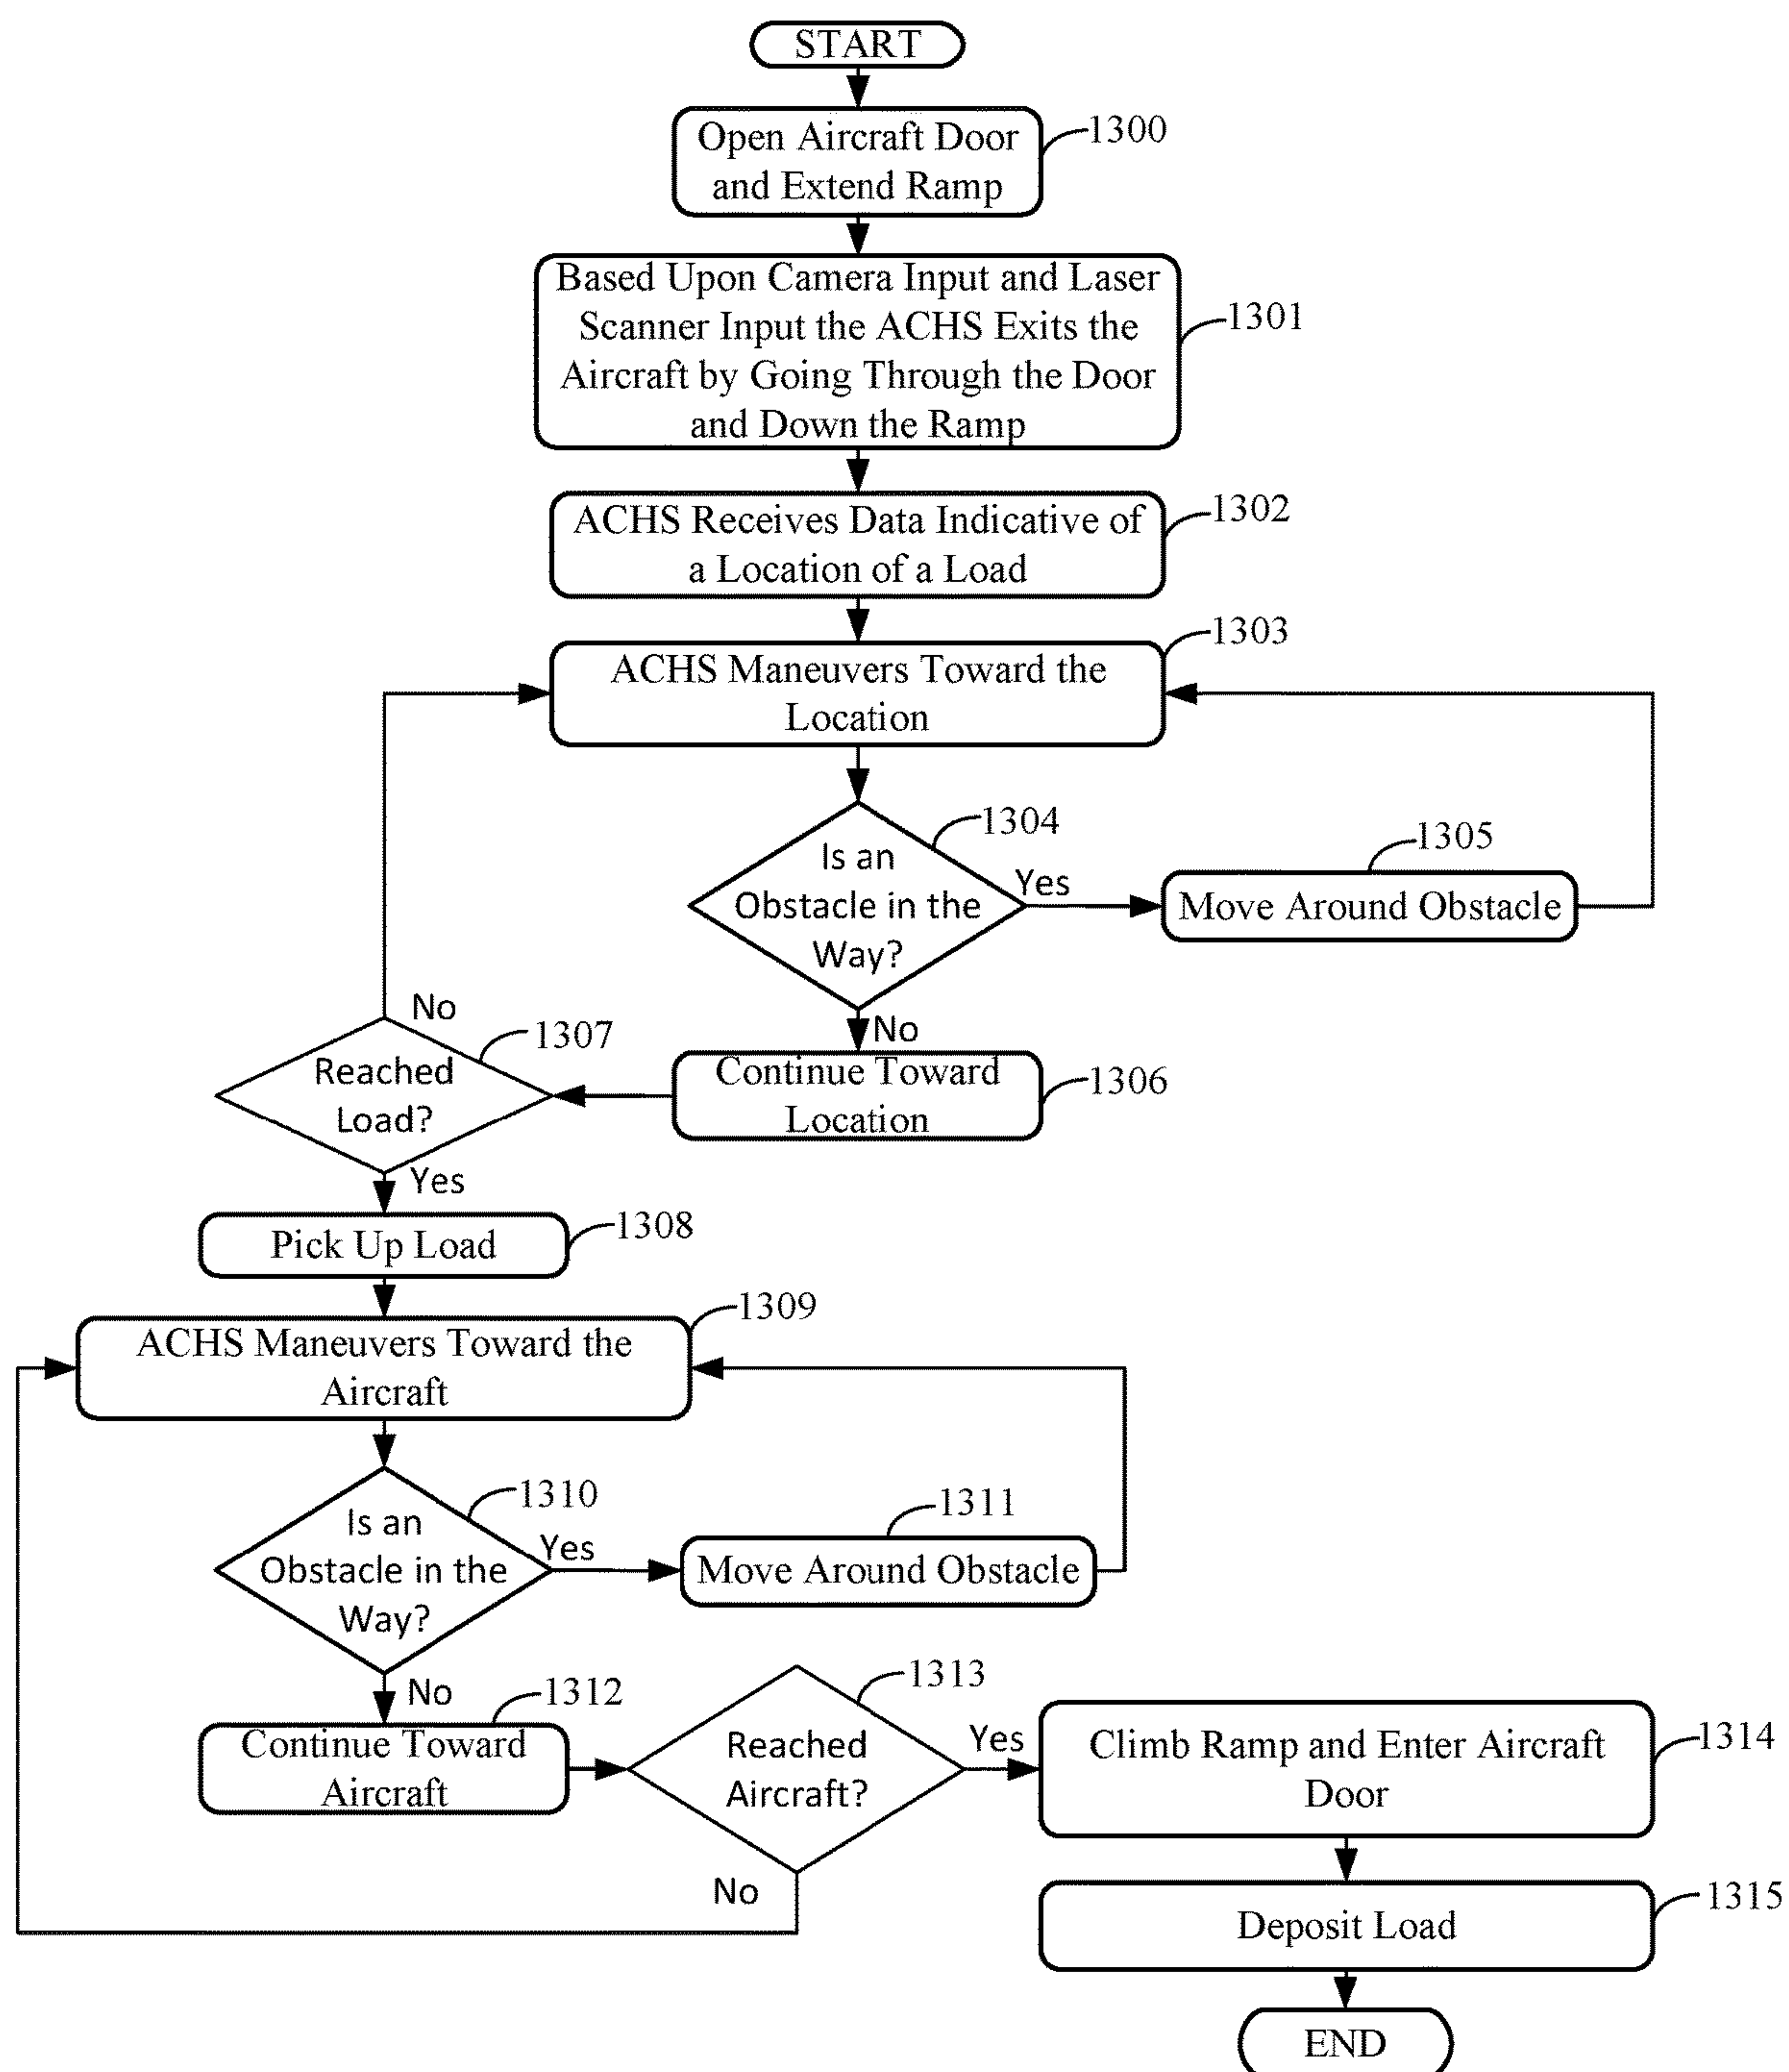 START
Open Aircraft Door
and Extend Ramp
1300
Based Upon Camera Input and Laser
Scanner Input the ACHS Exits the
Aircraft by Going Through the Door
and Down the Ramp
1301
ACHS Receives Data Indicative of
a Location of a Load
1302
ACHS Maneuvers Toward the
Location
1303
Is an
Obstacle in the
Way?
1304
Yes
Move Around Obstacle
1305
No
Continue Toward
Location
1306
Reached
Load?
1307
No
Yes
Pick Up Load
1308
ACHS Maneuvers Toward the
Aircraft
1309
Is an
Obstacle in the
Way?
1310
Yes
Move Around Obstacle
1311
No
Continue Toward
Aircraft
1312
Reached
Aircraft?
1313
Yes
No
Climb Ramp and Enter Aircraft
Door
1314
Deposit Load
1315
END